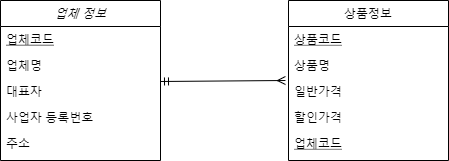 업체 정보
업체코드
업체명
대표자
사업자 등록번호
주소
상품정보
상품코드
상품명
일반가격
할인가격
업체코드